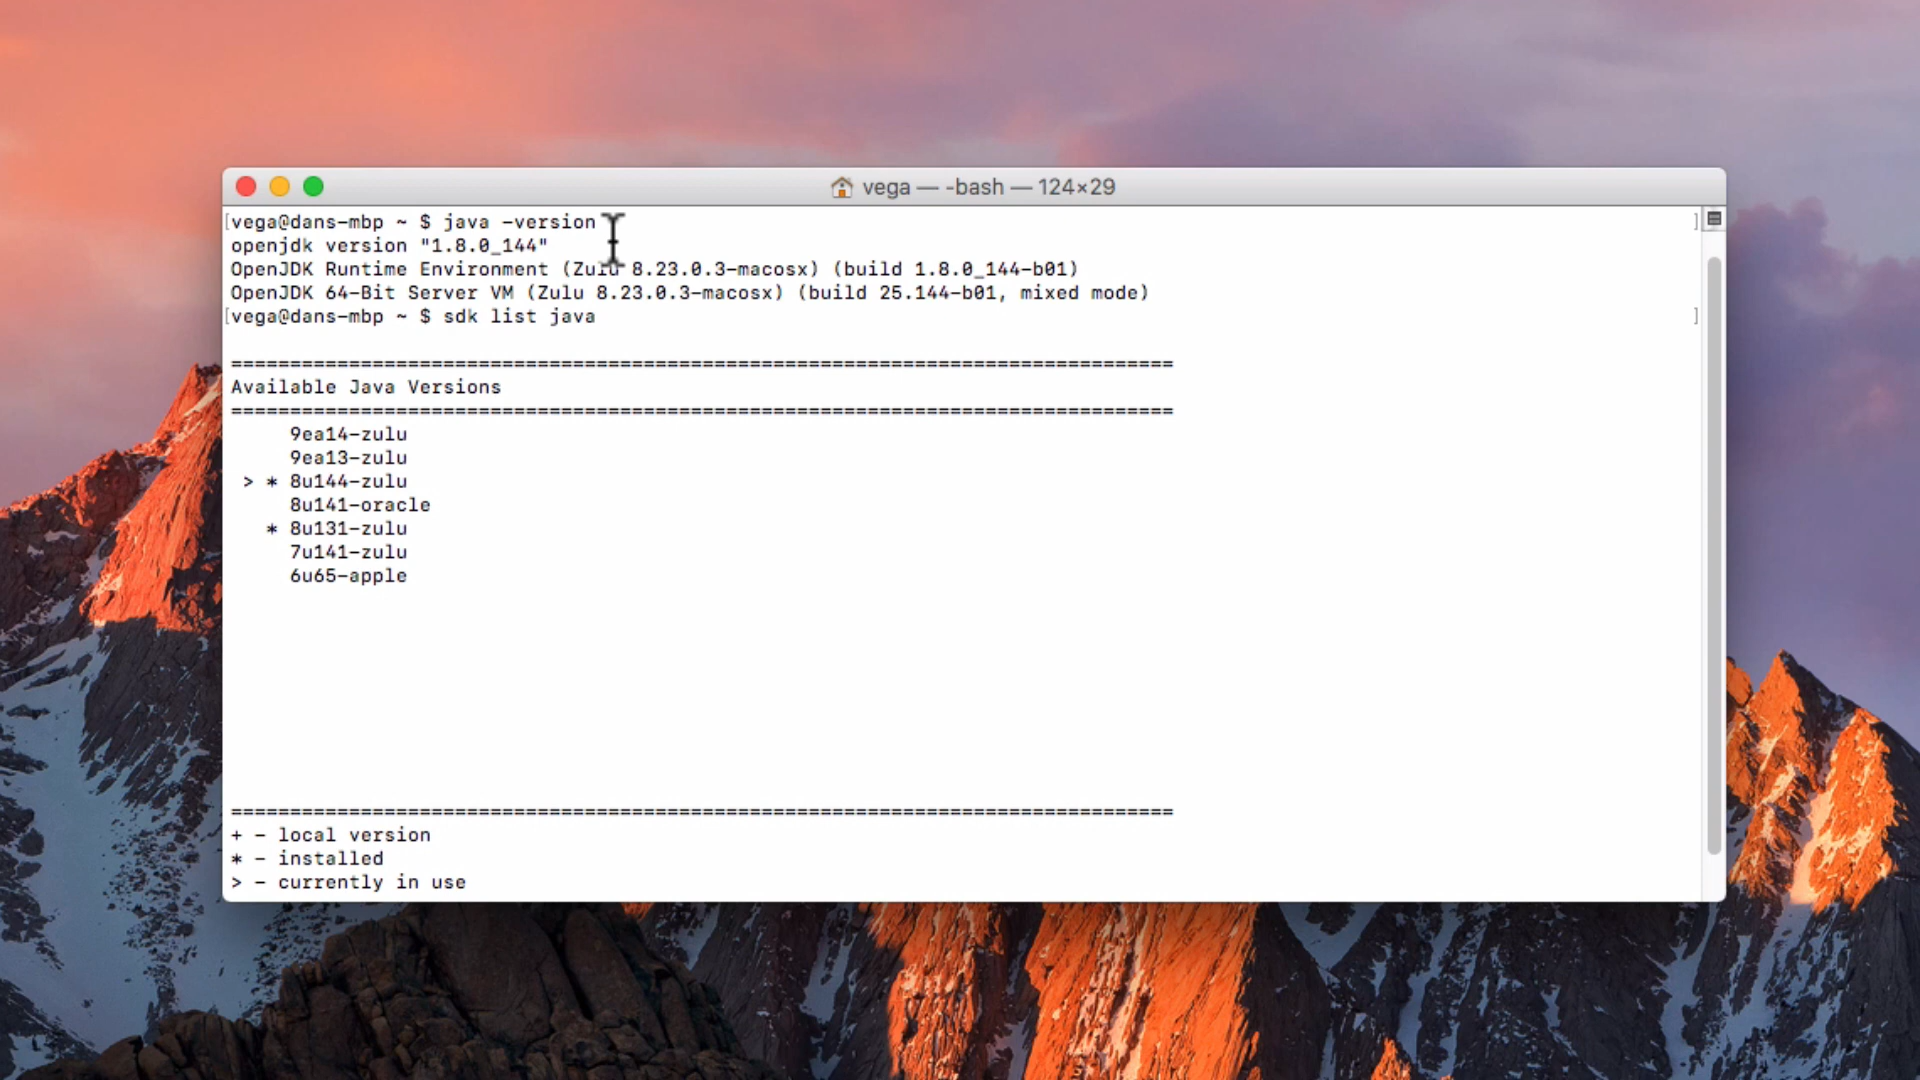 vega — -bash — 124×29
[vega@dans-mbp ~ $ java -version ]
openjdk version "1.8.0_144"
OpenJDK Runtime Environment (Zulu 8.23.0.3-macosx) (build 1.8.0_144-b01)
OpenJDK 64-Bit Server VM (Zulu 8.23.0.3-macosx) (build 25.144-b01, mixed mode)
[vega@dans-mbp ~ $ sdk list java ]
================================================================================
Available Java Versions
================================================================================
9ea14-zulu
9ea13-zulu
> * 8u144-zulu
8u141-oracle
* 8u131-zulu
7u141-zulu
6u65-apple
================================================================================
+ - local version
* - installed
> - currently in use